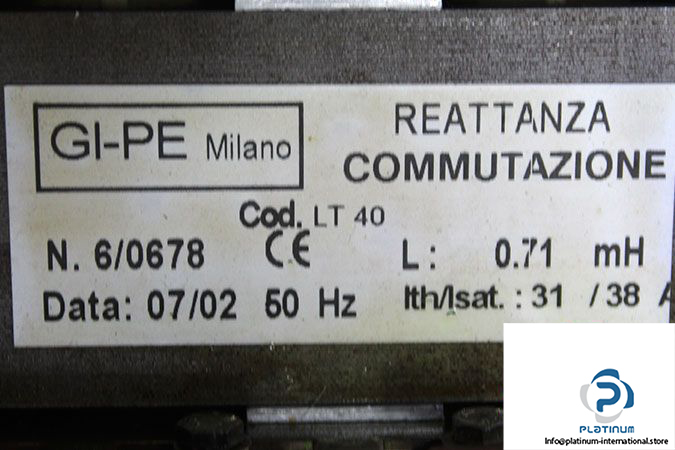 GI-PE Milano
REATTANZA
COMMUTAZIONE
Cod. LT 40
N. 6/0678 CE L: 0.71 mH
Data: 07/02 50 Hz Ith/Isat. : 31 / 38 A
PLATINUM
Info@platinum-international.store